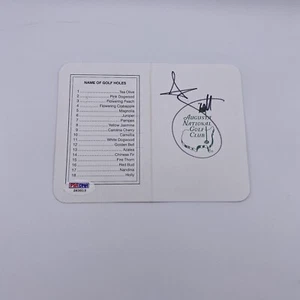 NAME OF GOLF HOLES
1 Tea Olive
2 Pink Dogwood
3 Flowering Peach
4 Flowering Crabapple
5 Magnolia
6 Juniper
7 Pampas
8 Yellow Jasmine
9 Carolina Cherry
10 Camellia
11 White Dogwood
12 Golden Bell
13 Azalea
14 Chinese Fir
15 Fire Thorn
16 Red Bud
17 Nandina
18 Holly
PSA/DNA
Scott
AUGUSTA
NATIONAL
GOLF
CLUB